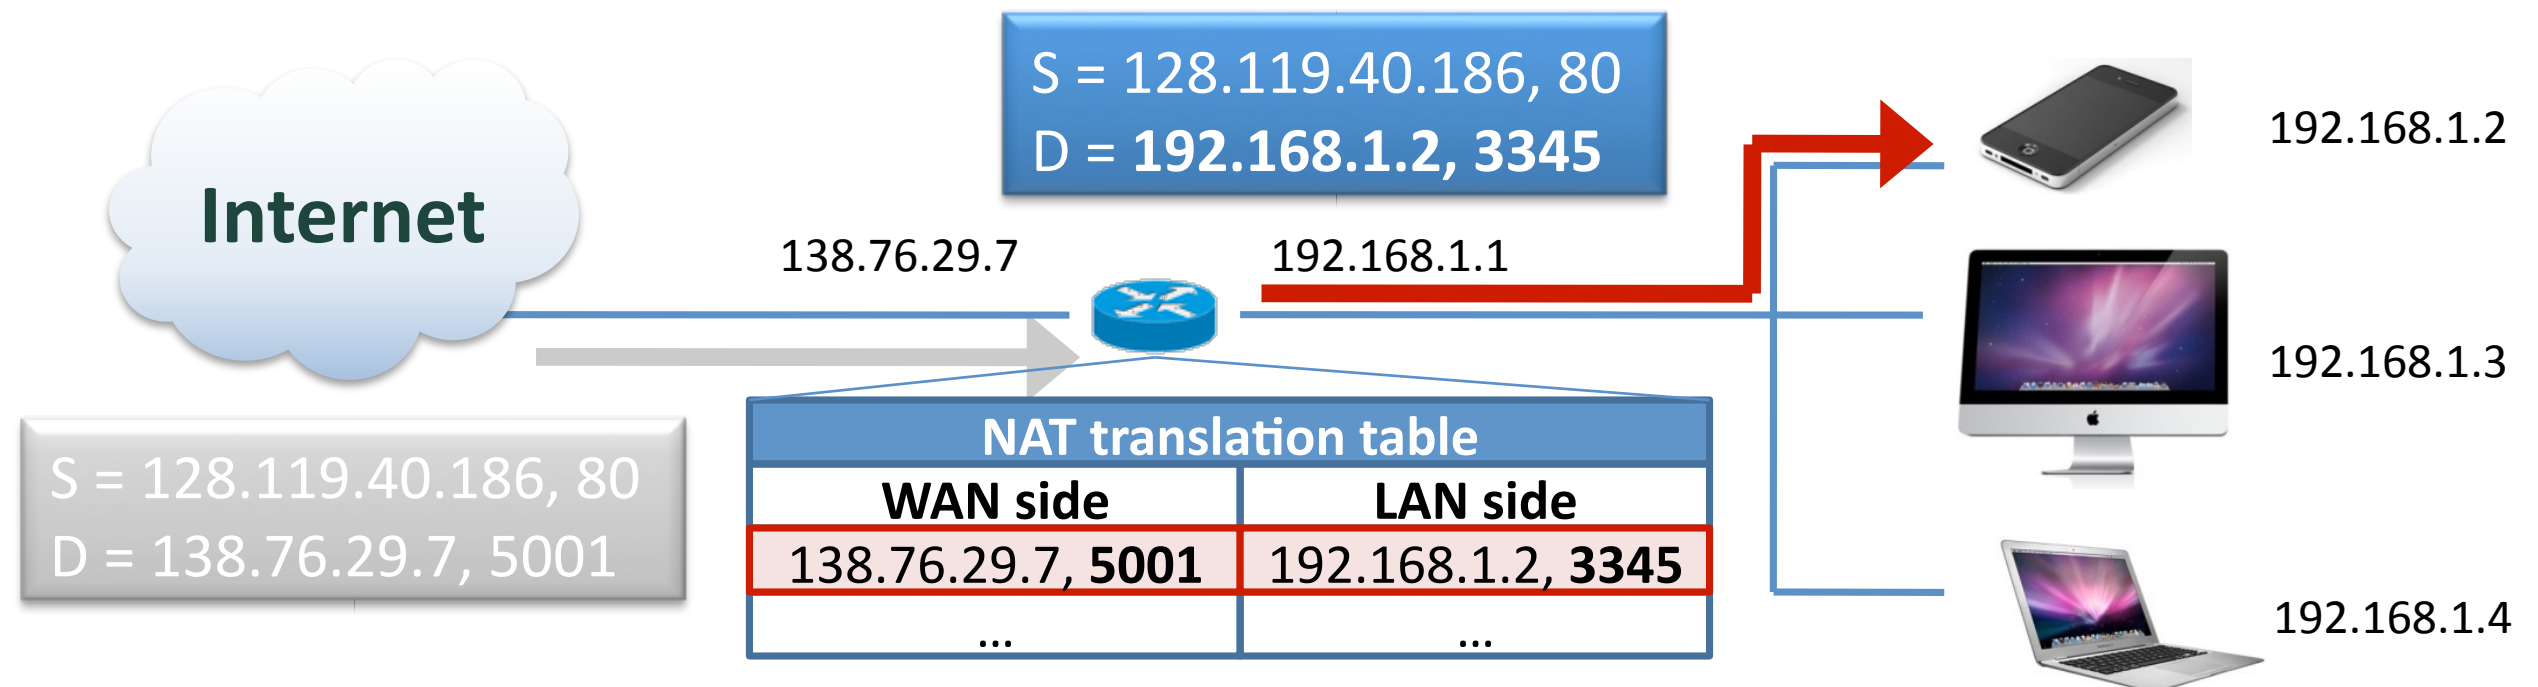 S = 128.119.40.186, 80
D = 192.168.1.2, 3345
192.168.1.2
Internet
138.76.29.7
192.168.1.1
192.168.1.3
S = 128.119.40.186, 80
D = 138.76.29.7, 5001
NAT translation table
WAN side LAN side
138.76.29.7, 5001 192.168.1.2, 3345
... ...
192.168.1.4